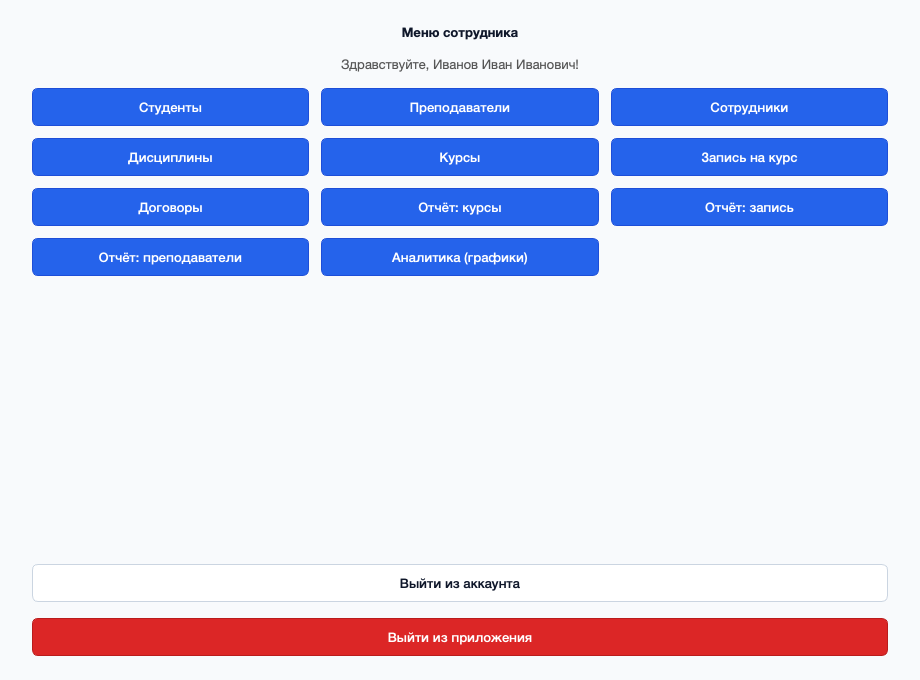 Меню сотрудника
Здравствуйте, Иванов Иван Иванович!
Студенты
Преподаватели
Сотрудники
Дисциплины
Курсы
Запись на курс
Договоры
Отчёт: курсы
Отчёт: запись
Отчёт: преподаватели
Аналитика (графики)
Выйти из аккаунта
Выйти из приложения